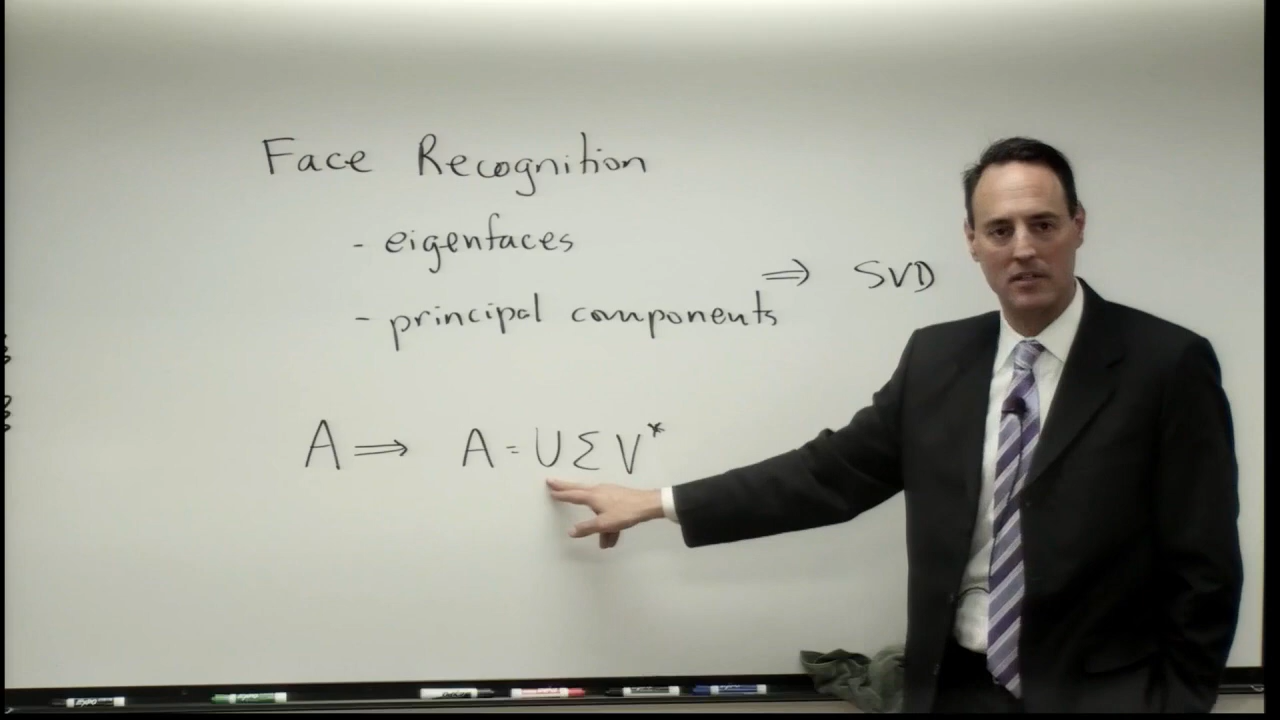 Face Recognition
- eigenfaces
⇒ SVD
- principal components
A ⇒ A = U Σ V*